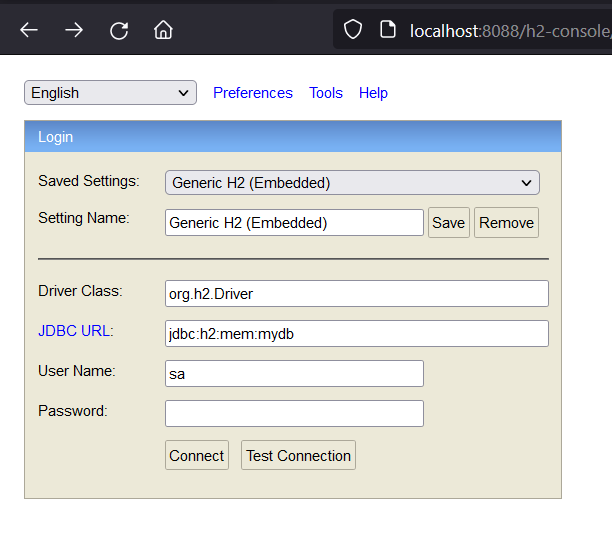 localhost:8088/h2-console/
English Preferences Tools Help
Login
Saved Settings: Generic H2 (Embedded)
Setting Name: Generic H2 (Embedded) Save Remove
Driver Class: org.h2.Driver
JDBC URL: jdbc:h2:mem:mydb
User Name: sa
Password:
Connect Test Connection